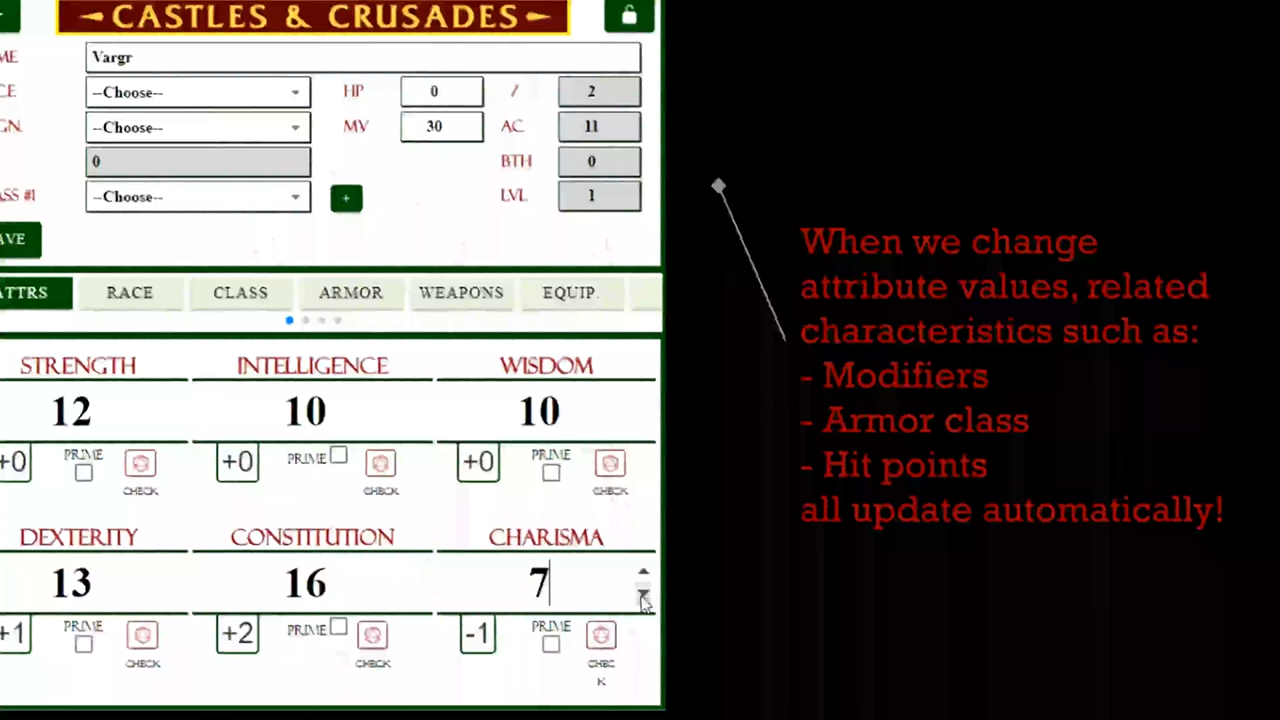 CASTLES & CRUSADES
ME Vargr
CE --Choose-- HP 0 / 2
GN. --Choose-- MV 30 AC 11
0 BTH 0
ASS #1 --Choose-- + LVL 1
AVE
ATTRS RACE CLASS ARMOR WEAPONS EQUIP.
STRENGTH INTELLIGENCE WISDOM
12 10 10
+0 PRIME +0 PRIME +0 PRIME
CHECK CHECK CHECK
DEXTERITY CONSTITUTION CHARISMA
13 16 7
+1 PRIME +2 PRIME -1 PRIME
CHECK CHECK CHEC
K
When we change
attribute values, related
characteristics such as:
- Modifiers
- Armor class
- Hit points
all update automatically!